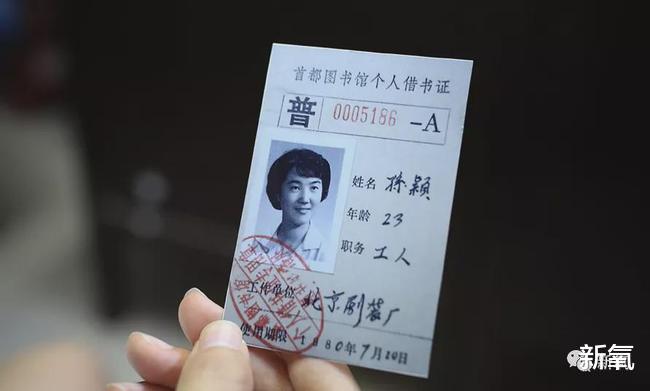 首都图书馆个人借书证
普 0005186 -A
姓名 徐颖
年龄 23
职务 工人
工作单位 北京剧装厂
使用期限 1980年7月20日
新氧